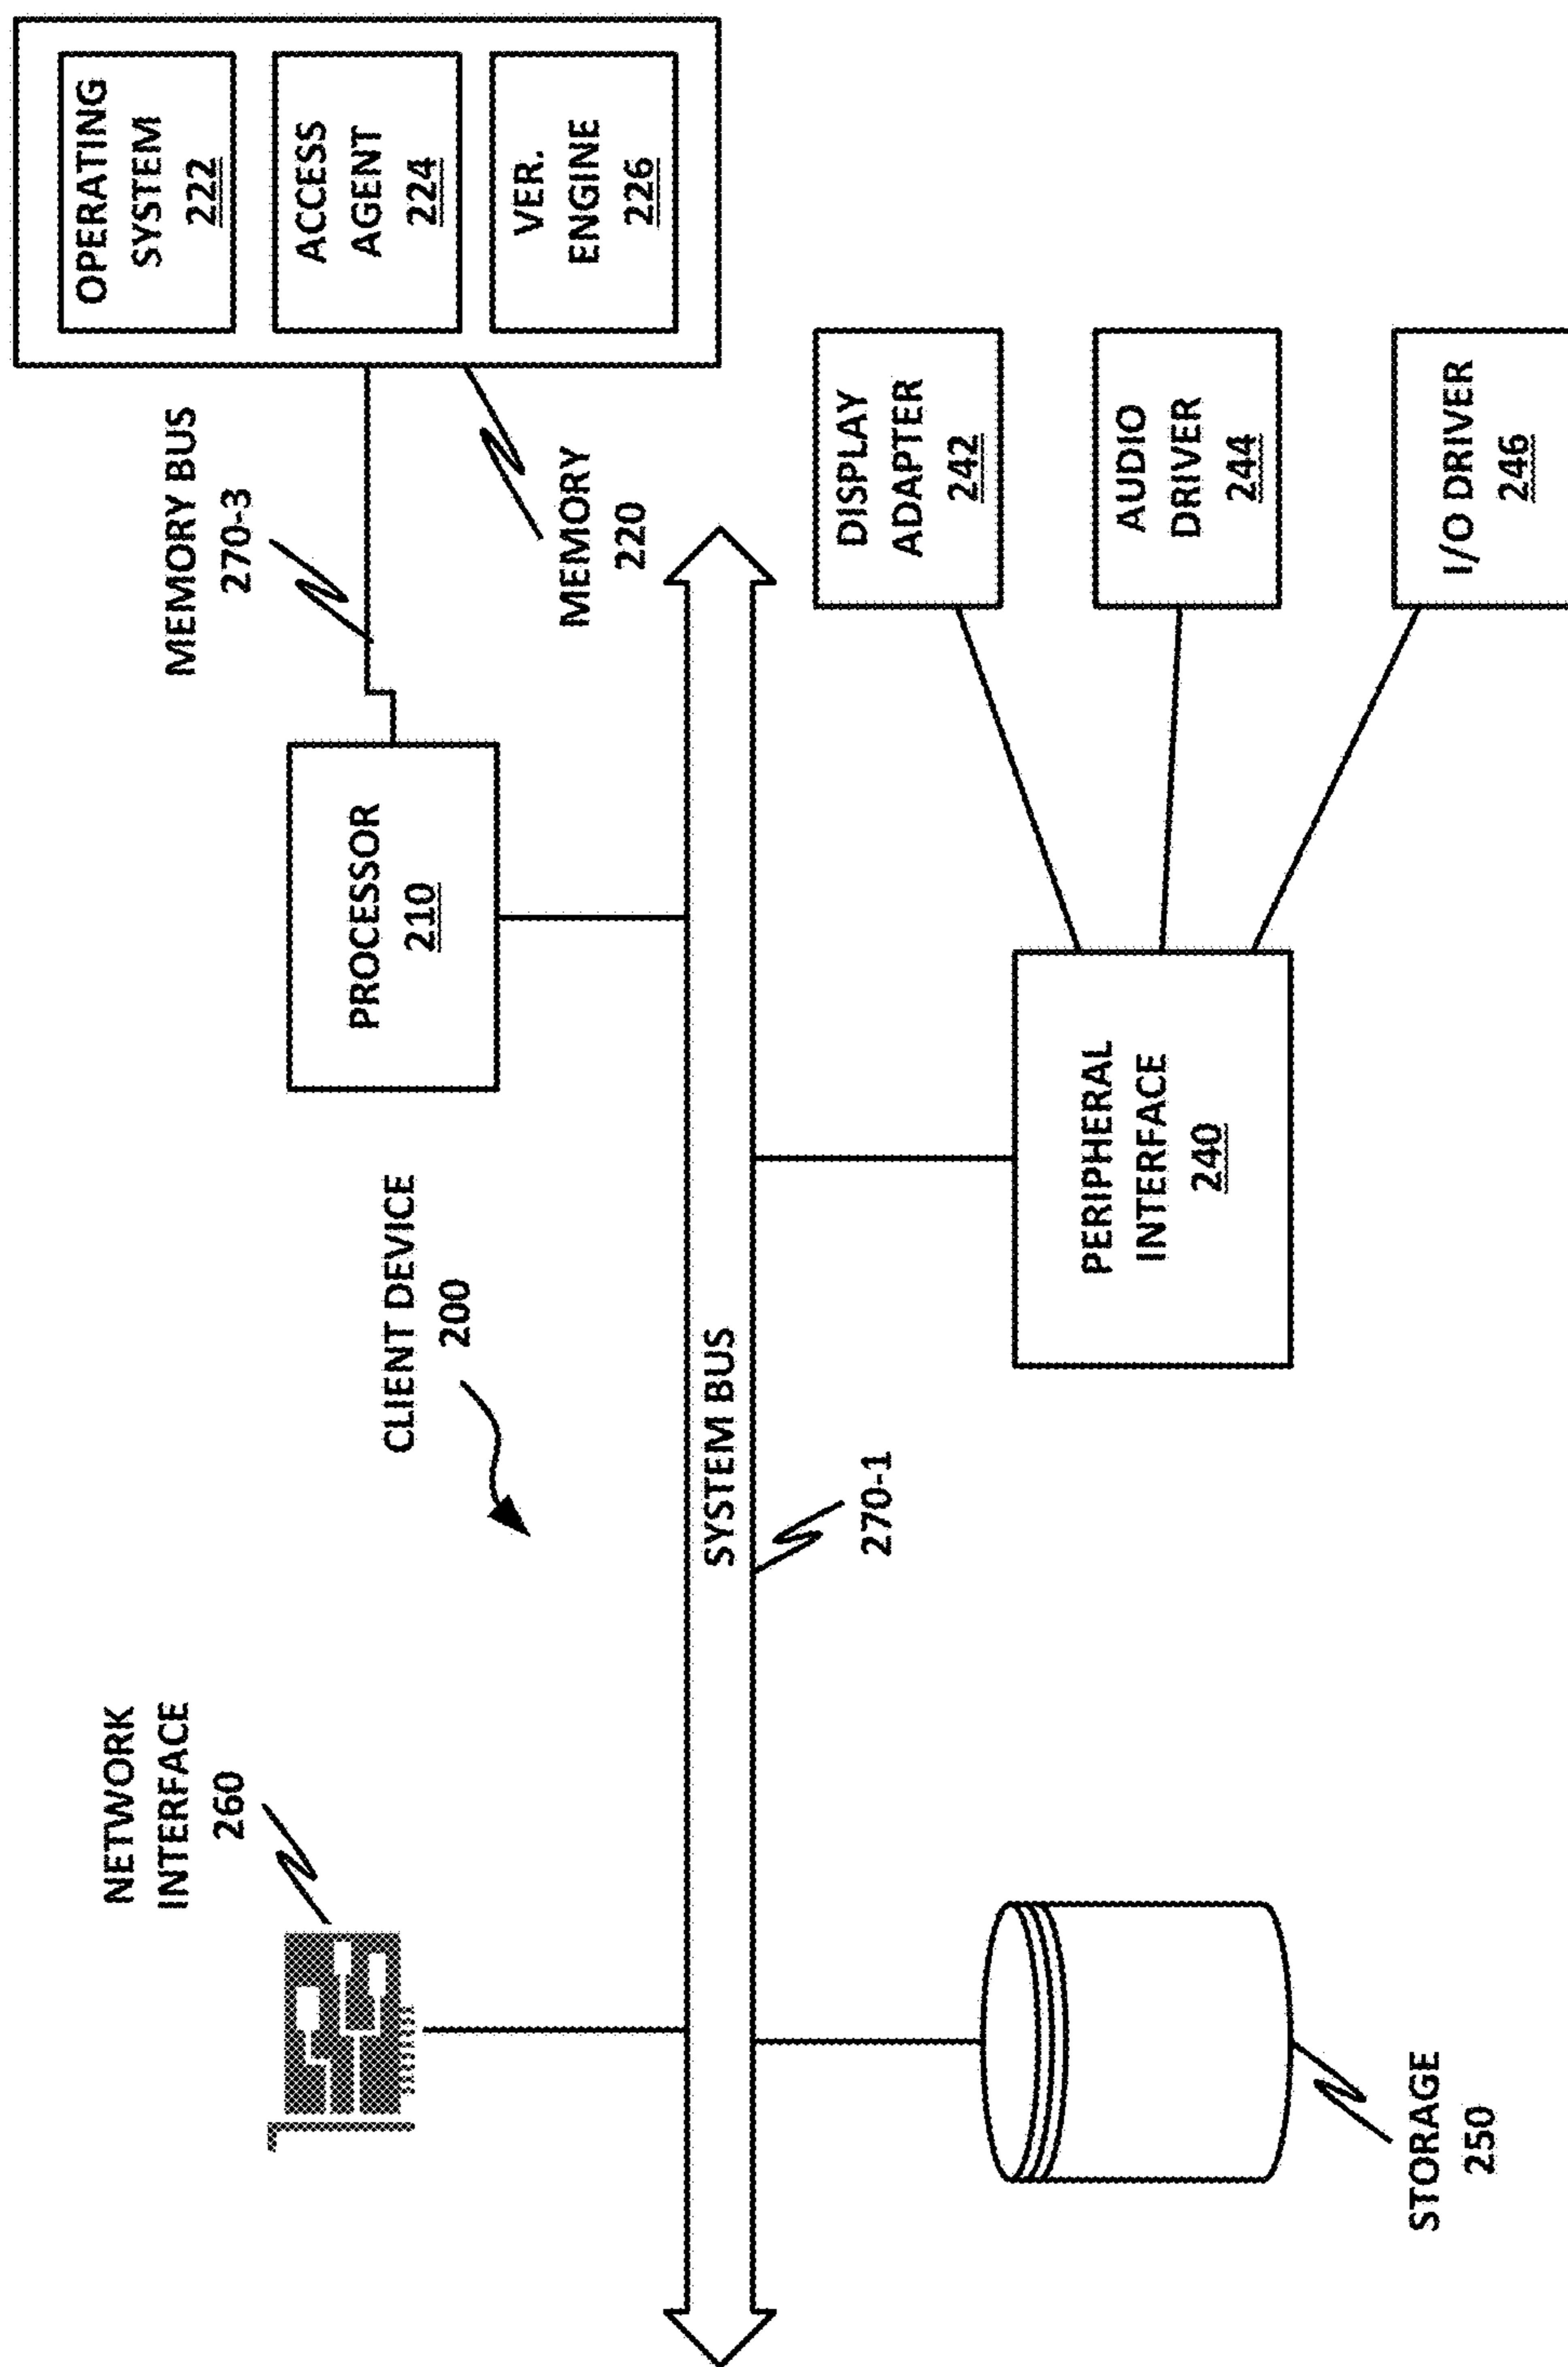 NETWORK
INTERFACE
260
CLIENT DEVICE
200
PROCESSOR
210
MEMORY BUS
270-3
MEMORY
220
OPERATING
SYSTEM
222
ACCESS
AGENT
224
VER.
ENGINE
226
SYSTEM BUS
270-1
STORAGE
250
PERIPHERAL
INTERFACE
240
DISPLAY
ADAPTER
242
AUDIO
DRIVER
244
I/O DRIVER
246